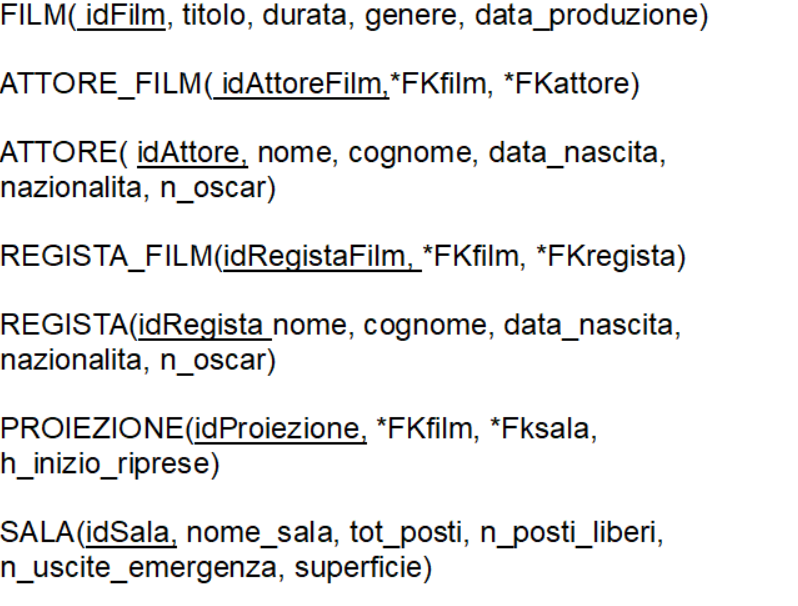 FILM( idFilm, titolo, durata, genere, data_produzione)
ATTORE_FILM( idAttoreFilm,*FKfilm, *FKattore)
ATTORE( idAttore, nome, cognome, data_nascita,
nazionalita, n_oscar)
REGISTA_FILM(idRegistaFilm, *FKfilm, *FKregista)
REGISTA(idRegista nome, cognome, data_nascita,
nazionalita, n_oscar)
PROIEZIONE(idProiezione, *FKfilm, *Fksala,
h_inizio_riprese)
SALA(idSala, nome_sala, tot_posti, n_posti_liberi,
n_uscite_emergenza, superficie)